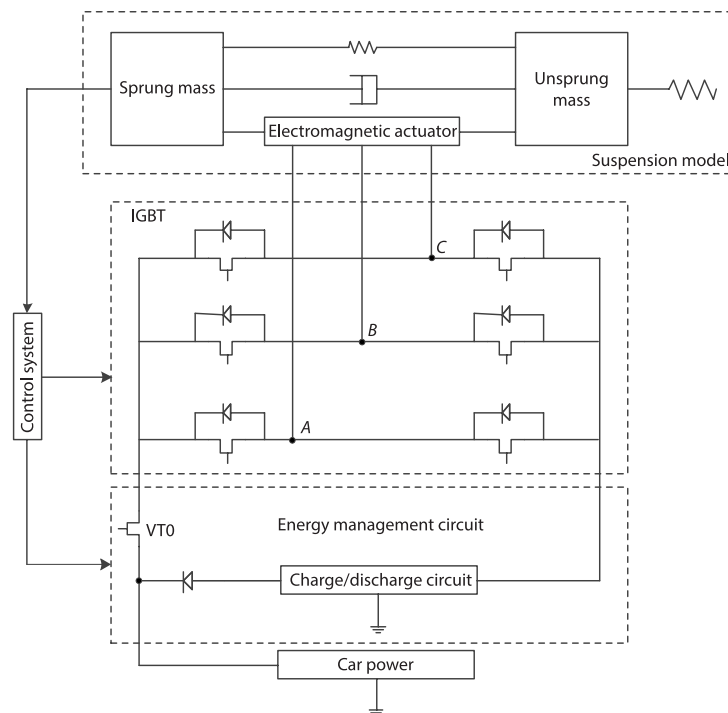 Sprung mass
Unsprung
mass
Electromagnetic actuator
Suspension model
IGBT
C
B
A
Control system
VT0
Energy management circuit
Charge/discharge circuit
Car power